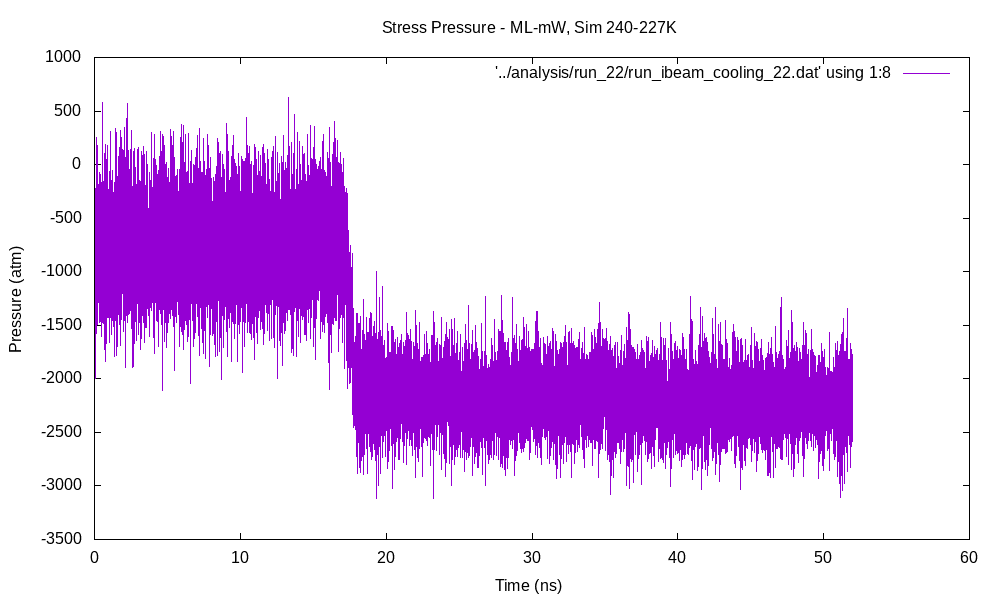 Stress Pressure - ML-mW, Sim 240-227K
'../analysis/run_22/run_ibeam_cooling_22.dat' using 1:8
1000
500
0
-500
-1000
-1500
-2000
-2500
-3000
-3500
Pressure (atm)
0 10 20 30 40 50 60
Time (ns)